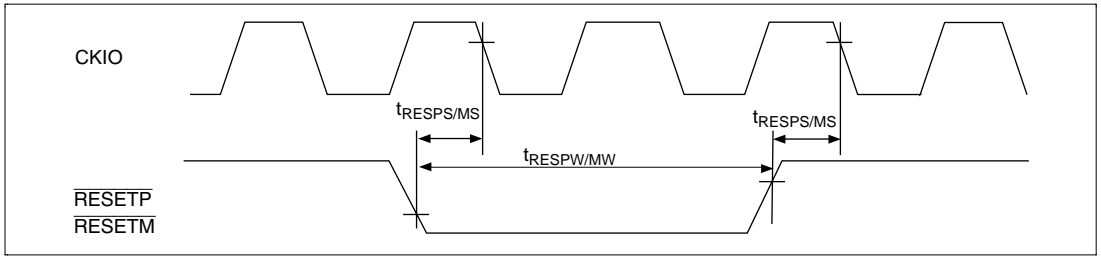 CKIO
tRESPS/MS
tRESPS/MS
tRESPW/MW
RESETP
RESETM